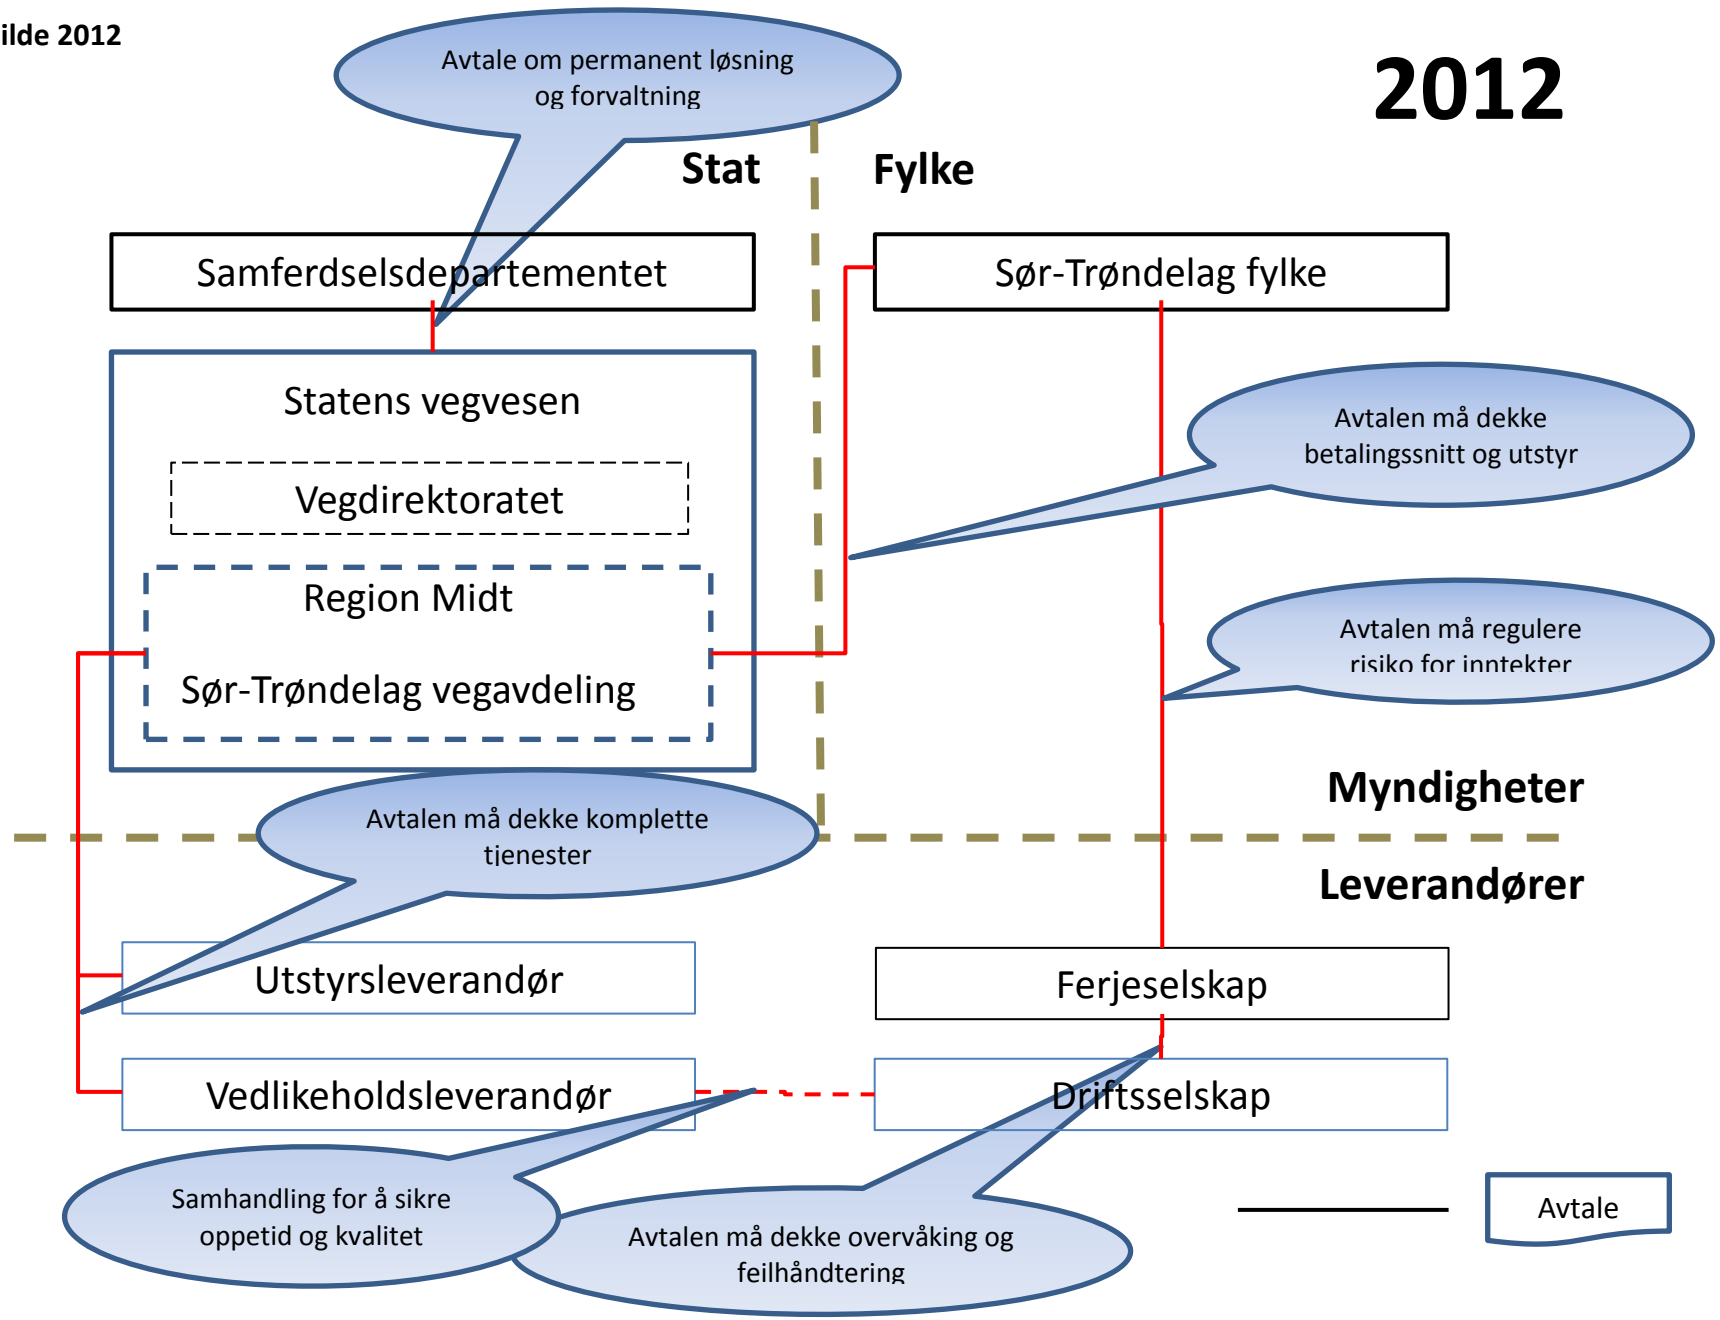 ilde 2012
2012
Avtale om permanent løsning
og forvaltning
Stat
Fylke
Samferdselsdepartementet
Sør-Trøndelag fylke
Statens vegvesen
Vegdirektoratet
Region Midt
Sør-Trøndelag vegavdeling
Avtalen må dekke
betalingssnitt og utstyr
Avtalen må regulere
risiko for inntekter
Myndigheter
Avtalen må dekke komplette
tjenester
Leverandører
Utstyrsleverandør
Ferjeselskap
Vedlikeholdsleverandør
Driftsselskap
Samhandling for å sikre
oppetid og kvalitet
Avtalen må dekke overvåking og
feilhåndtering
Avtale